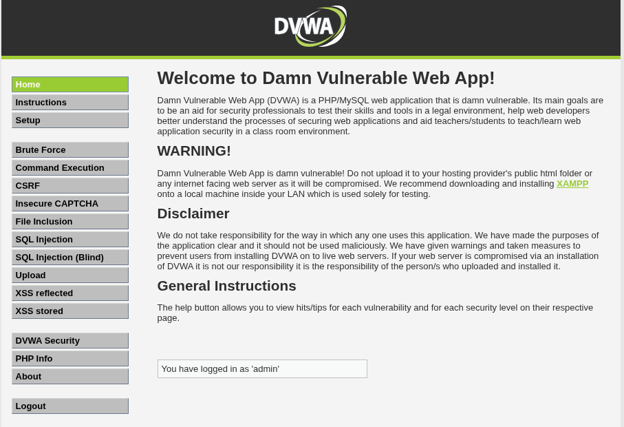 DVWA
Home
Instructions
Setup
Brute Force
Command Execution
CSRF
Insecure CAPTCHA
File Inclusion
SQL Injection
SQL Injection (Blind)
Upload
XSS reflected
XSS stored
DVWA Security
PHP Info
About
Logout
Welcome to Damn Vulnerable Web App!
Damn Vulnerable Web App (DVWA) is a PHP/MySQL web application that is damn vulnerable. Its main goals are
to be an aid for security professionals to test their skills and tools in a legal environment, help web developers
better understand the processes of securing web applications and aid teachers/students to teach/learn web
application security in a class room environment.
WARNING!
Damn Vulnerable Web App is damn vulnerable! Do not upload it to your hosting provider's public html folder or
any internet facing web server as it will be compromised. We recommend downloading and installing XAMPP
onto a local machine inside your LAN which is used solely for testing.
Disclaimer
We do not take responsibility for the way in which any one uses this application. We have made the purposes of
the application clear and it should not be used maliciously. We have given warnings and taken measures to
prevent users from installing DVWA on to live web servers. If your web server is compromised via an installation
of DVWA it is not our responsibility it is the responsibility of the person/s who uploaded and installed it.
General Instructions
The help button allows you to view hits/tips for each vulnerability and for each security level on their respective
page.
You have logged in as 'admin'